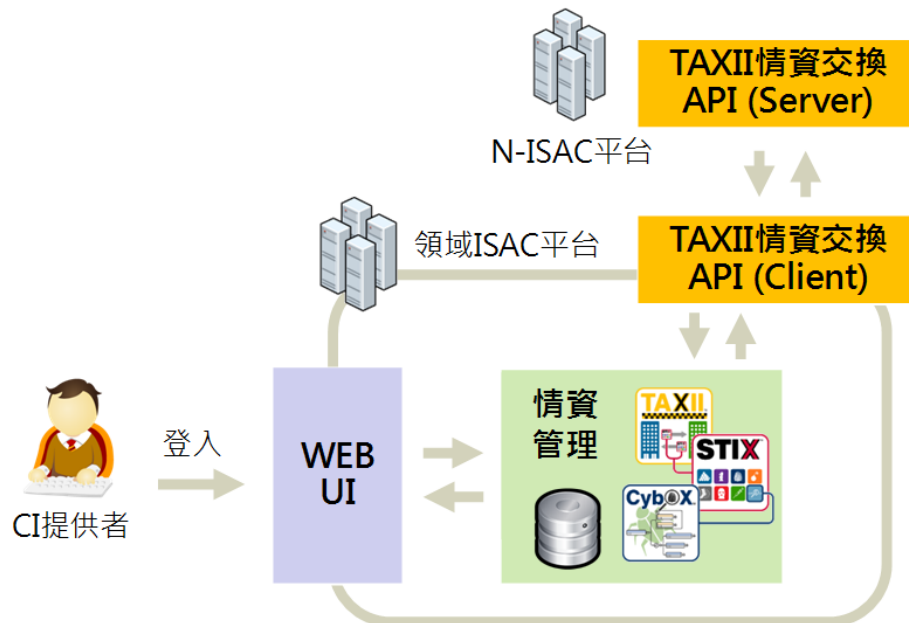 TAXII情資交換
API (Server)
N-ISAC平台
領域ISAC平台
TAXII情資交換
API (Client)
情資
管理
TAXII
STIX
CybOX
登入
WEB
UI
CI提供者